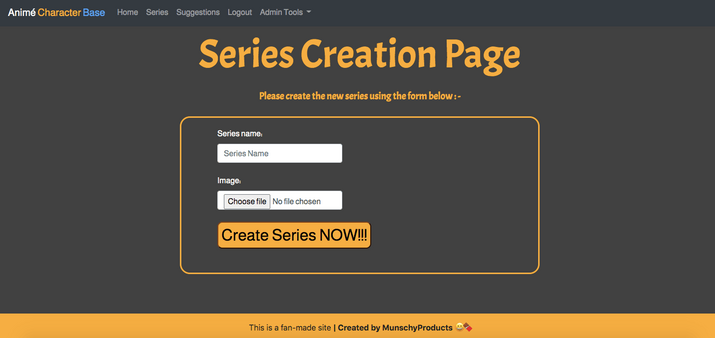 Animé Character Base Home Series Suggestions Logout Admin Tools
Series Creation Page
Please create the new series using the form below : -
Series name:
Series Name
Image:
Choose file No file chosen
Create Series NOW!!!
This is a fan-made site | Created by MunschyProducts